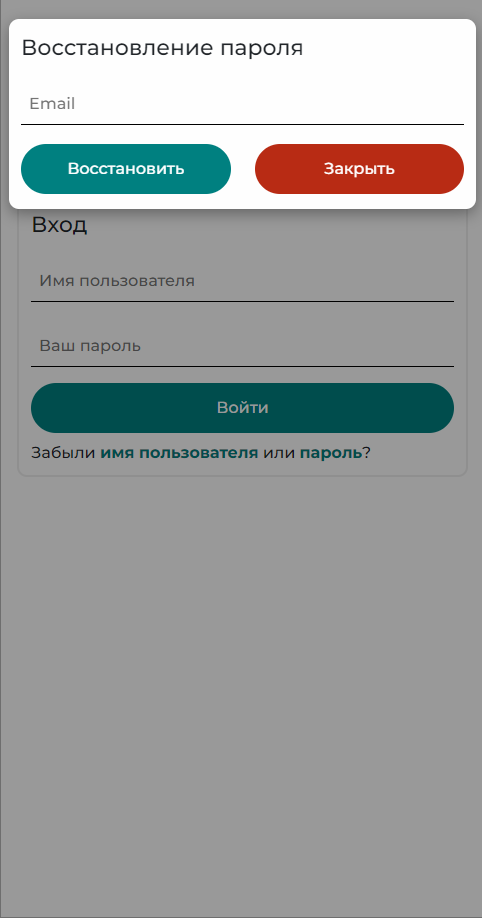 Восстановление пароля
Email
Восстановить Закрыть
Вход
Имя пользователя
Ваш пароль
Войти
Забыли имя пользователя или пароль?